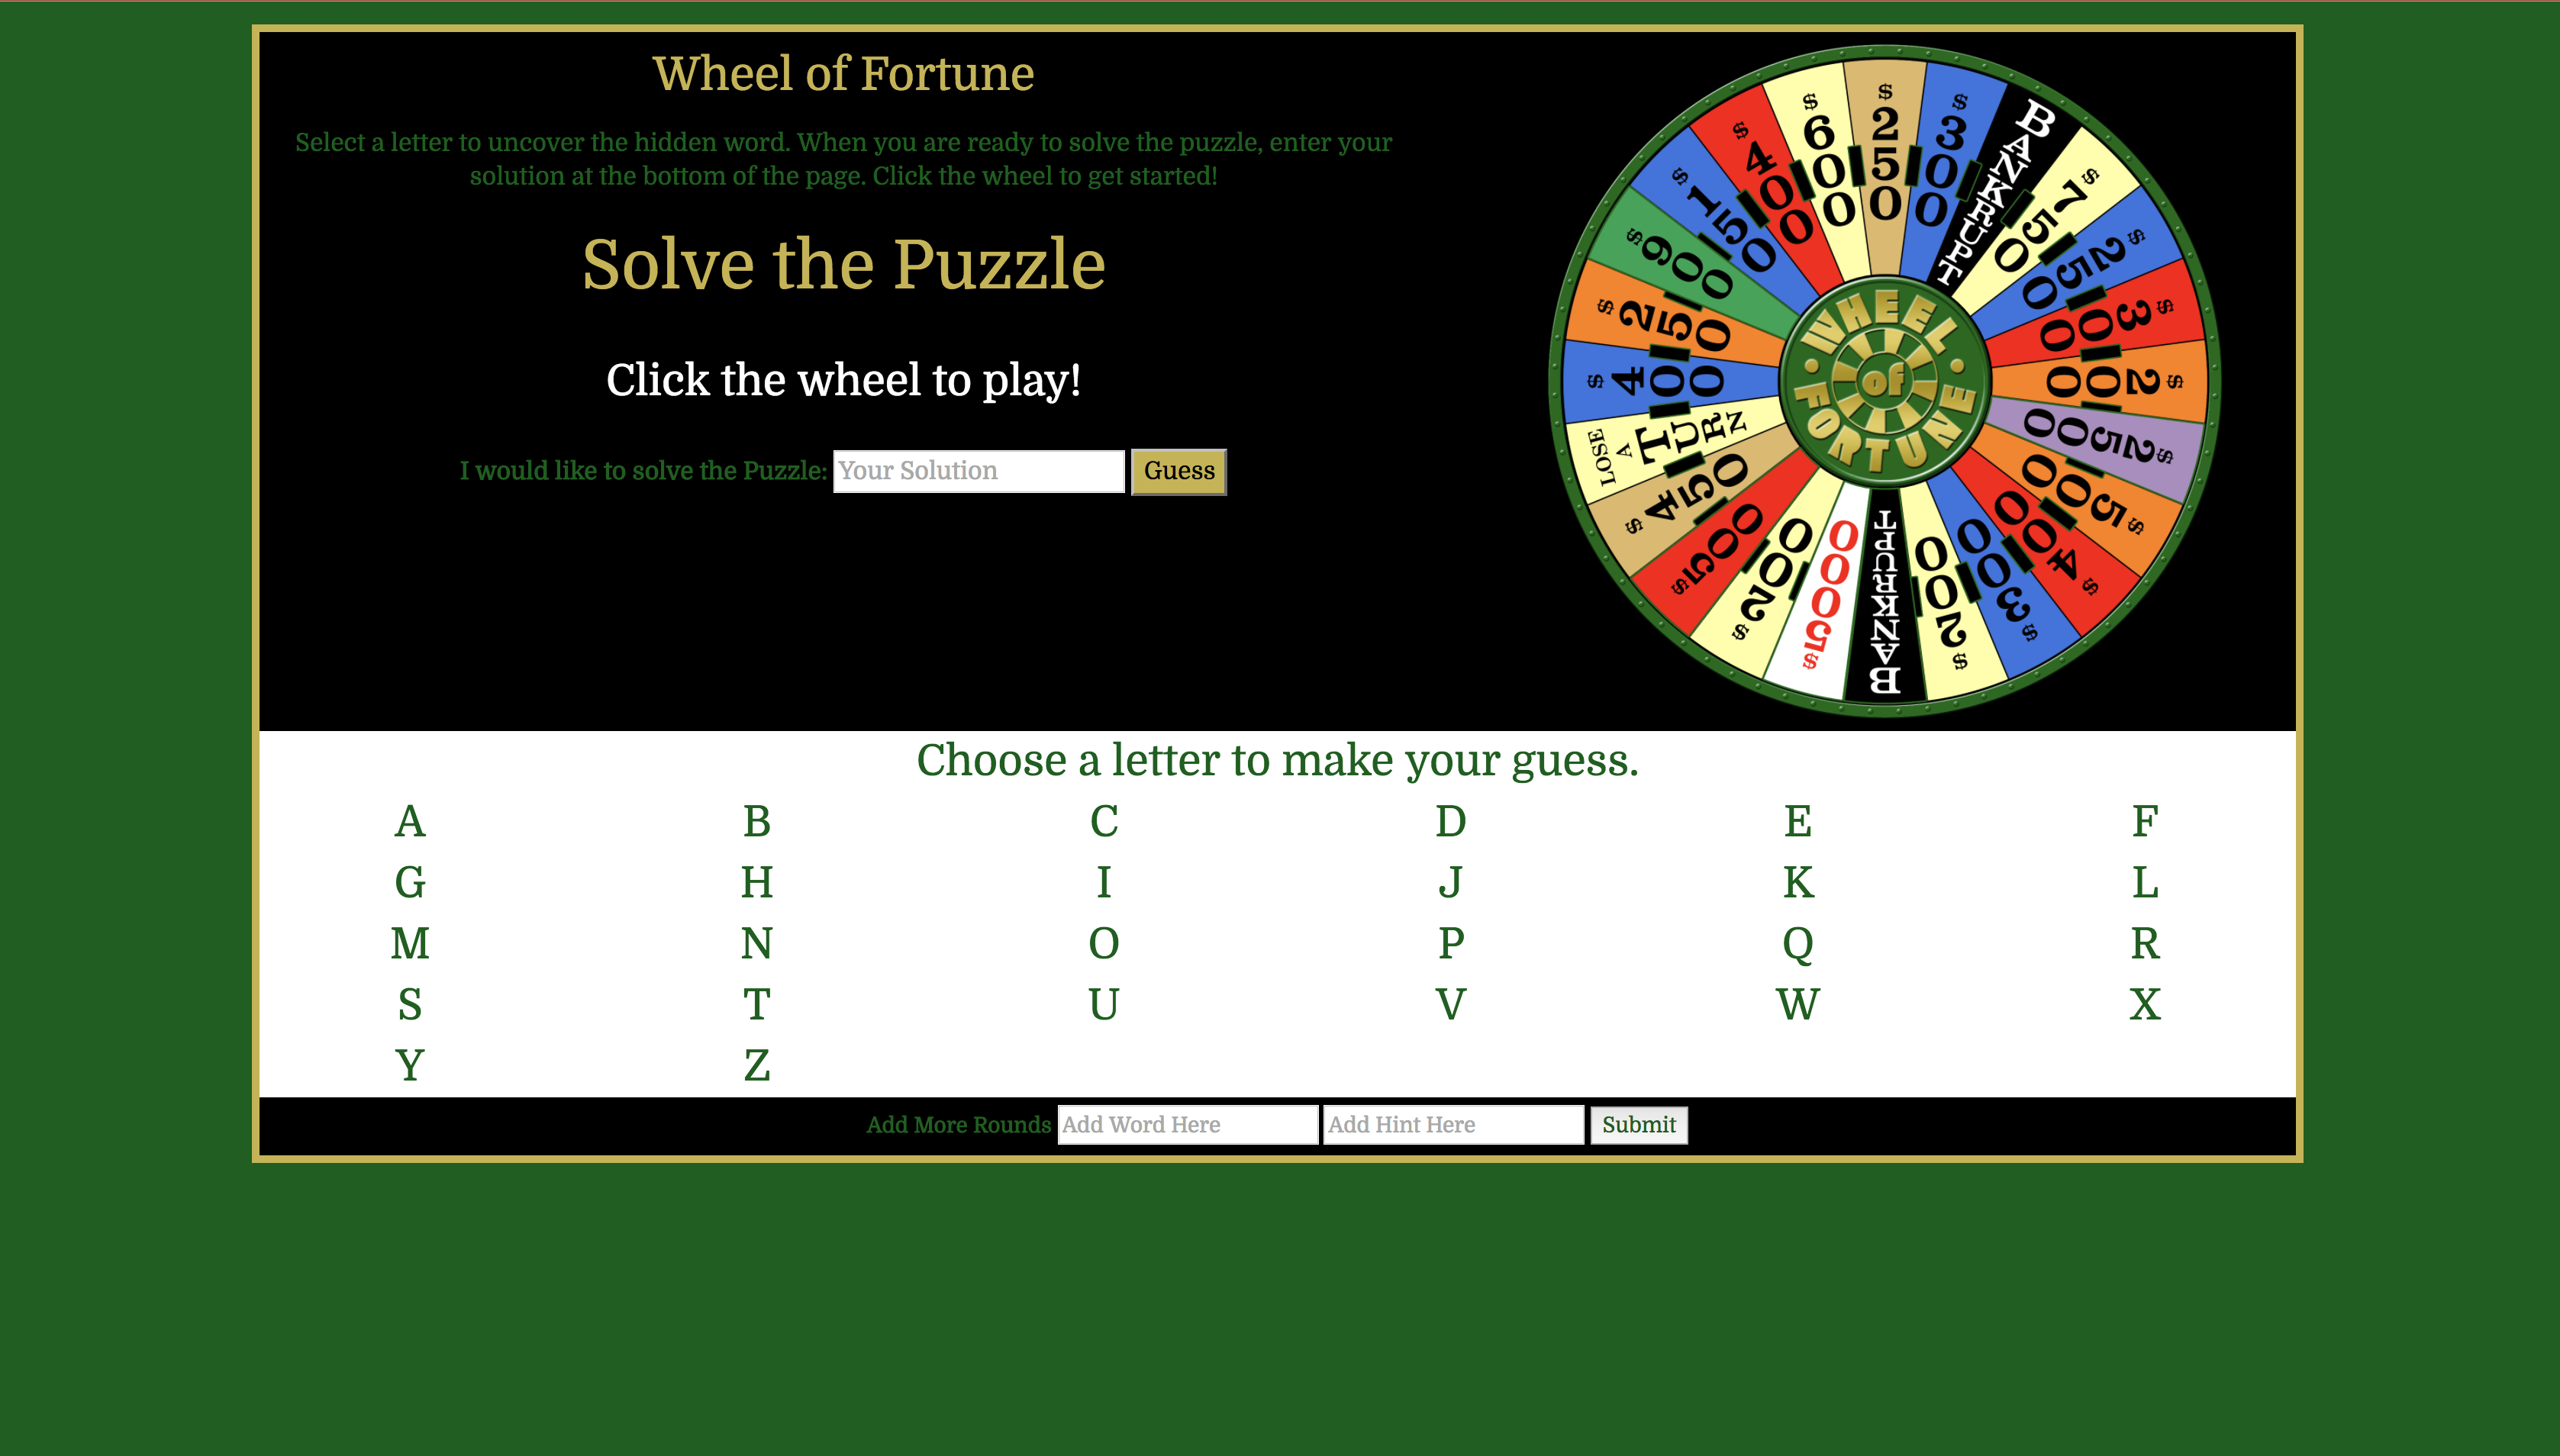 Wheel of Fortune
Select a letter to uncover the hidden word. When you are ready to solve the puzzle, enter your
solution at the bottom of the page. Click the wheel to get started!
Solve the Puzzle
Click the wheel to play!
I would like to solve the Puzzle: Your Solution Guess
$250
$300
BANKRUPT
$750
$250
$300
$200
$2500
$500
$400
$300
$200
BANKRUPT
$5000
$200
$500
$450
LOSE A TURN
$400
$250
$900
$150
$400
$600
WHEEL of FORTUNE
Choose a letter to make your guess.
A B C D E F
G H I J K L
M N O P Q R
S T U V W X
Y Z
Add More Rounds Add Word Here Add Hint Here Submit